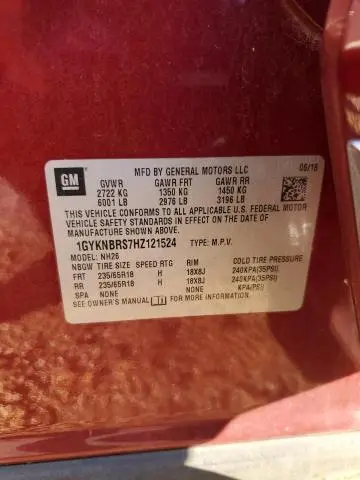 GM MFD BY GENERAL MOTORS LLC 06/16
GVWR GAWR FRT GAWR RR
2722 KG 1350 KG 1450 KG
6001 LB 2976 LB 3196 LB
THIS VEHICLE CONFORMS TO ALL APPLICABLE U.S. FEDERAL MOTOR
VEHICLE SAFETY STANDARDS IN EFFECT ON THE DATE OF
MANUFACTURE SHOWN ABOVE.
1GYKNBRS7HZ121524 TYPE: M.P.V.
MODEL: NH26
NBGW TIRE SIZE SPEED RTG RIM COLD TIRE PRESSURE
FRT 235/65R18 H 18X8J 240KPA(35PSI)
RR 235/65R18 H 18X8J 240KPA(35PSI)
SPA NONE NONE KPA(PSI)
SEE OWNER'S MANUAL